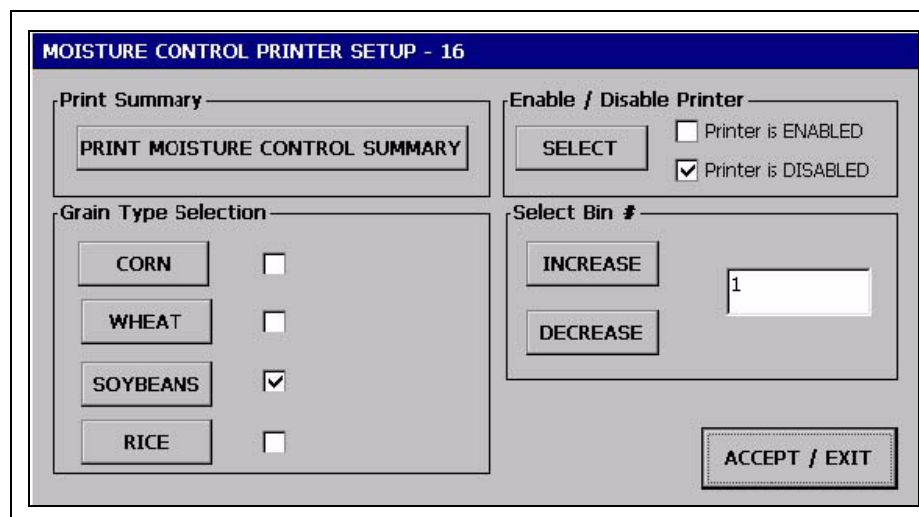 MOISTURE CONTROL PRINTER SETUP - 16
Print Summary
PRINT MOISTURE CONTROL SUMMARY
Enable / Disable Printer
SELECT
Printer is ENABLED
Printer is DISABLED
Grain Type Selection
CORN
WHEAT
SOYBEANS
RICE
Select Bin #
INCREASE
1
DECREASE
ACCEPT / EXIT